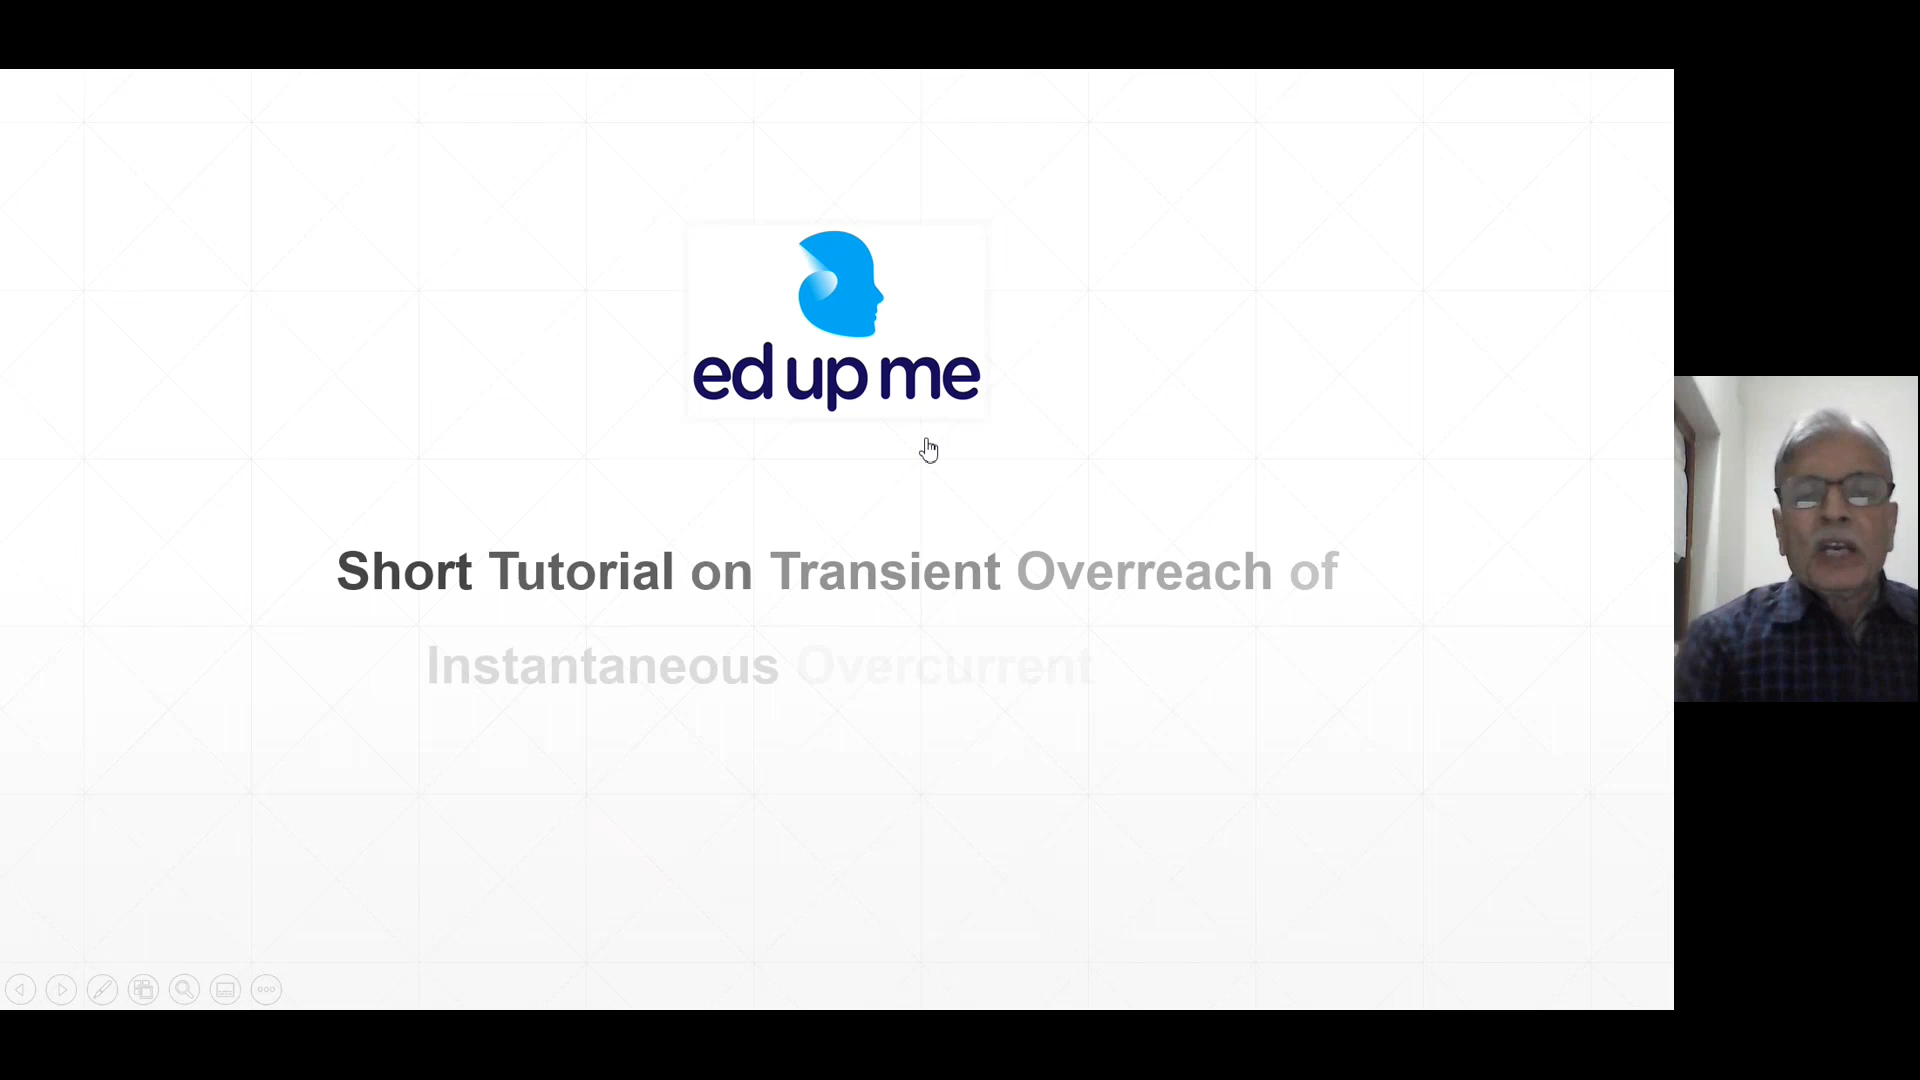 ed up me
Short Tutorial on Transient Overreach of
Instantaneous Overcurrent